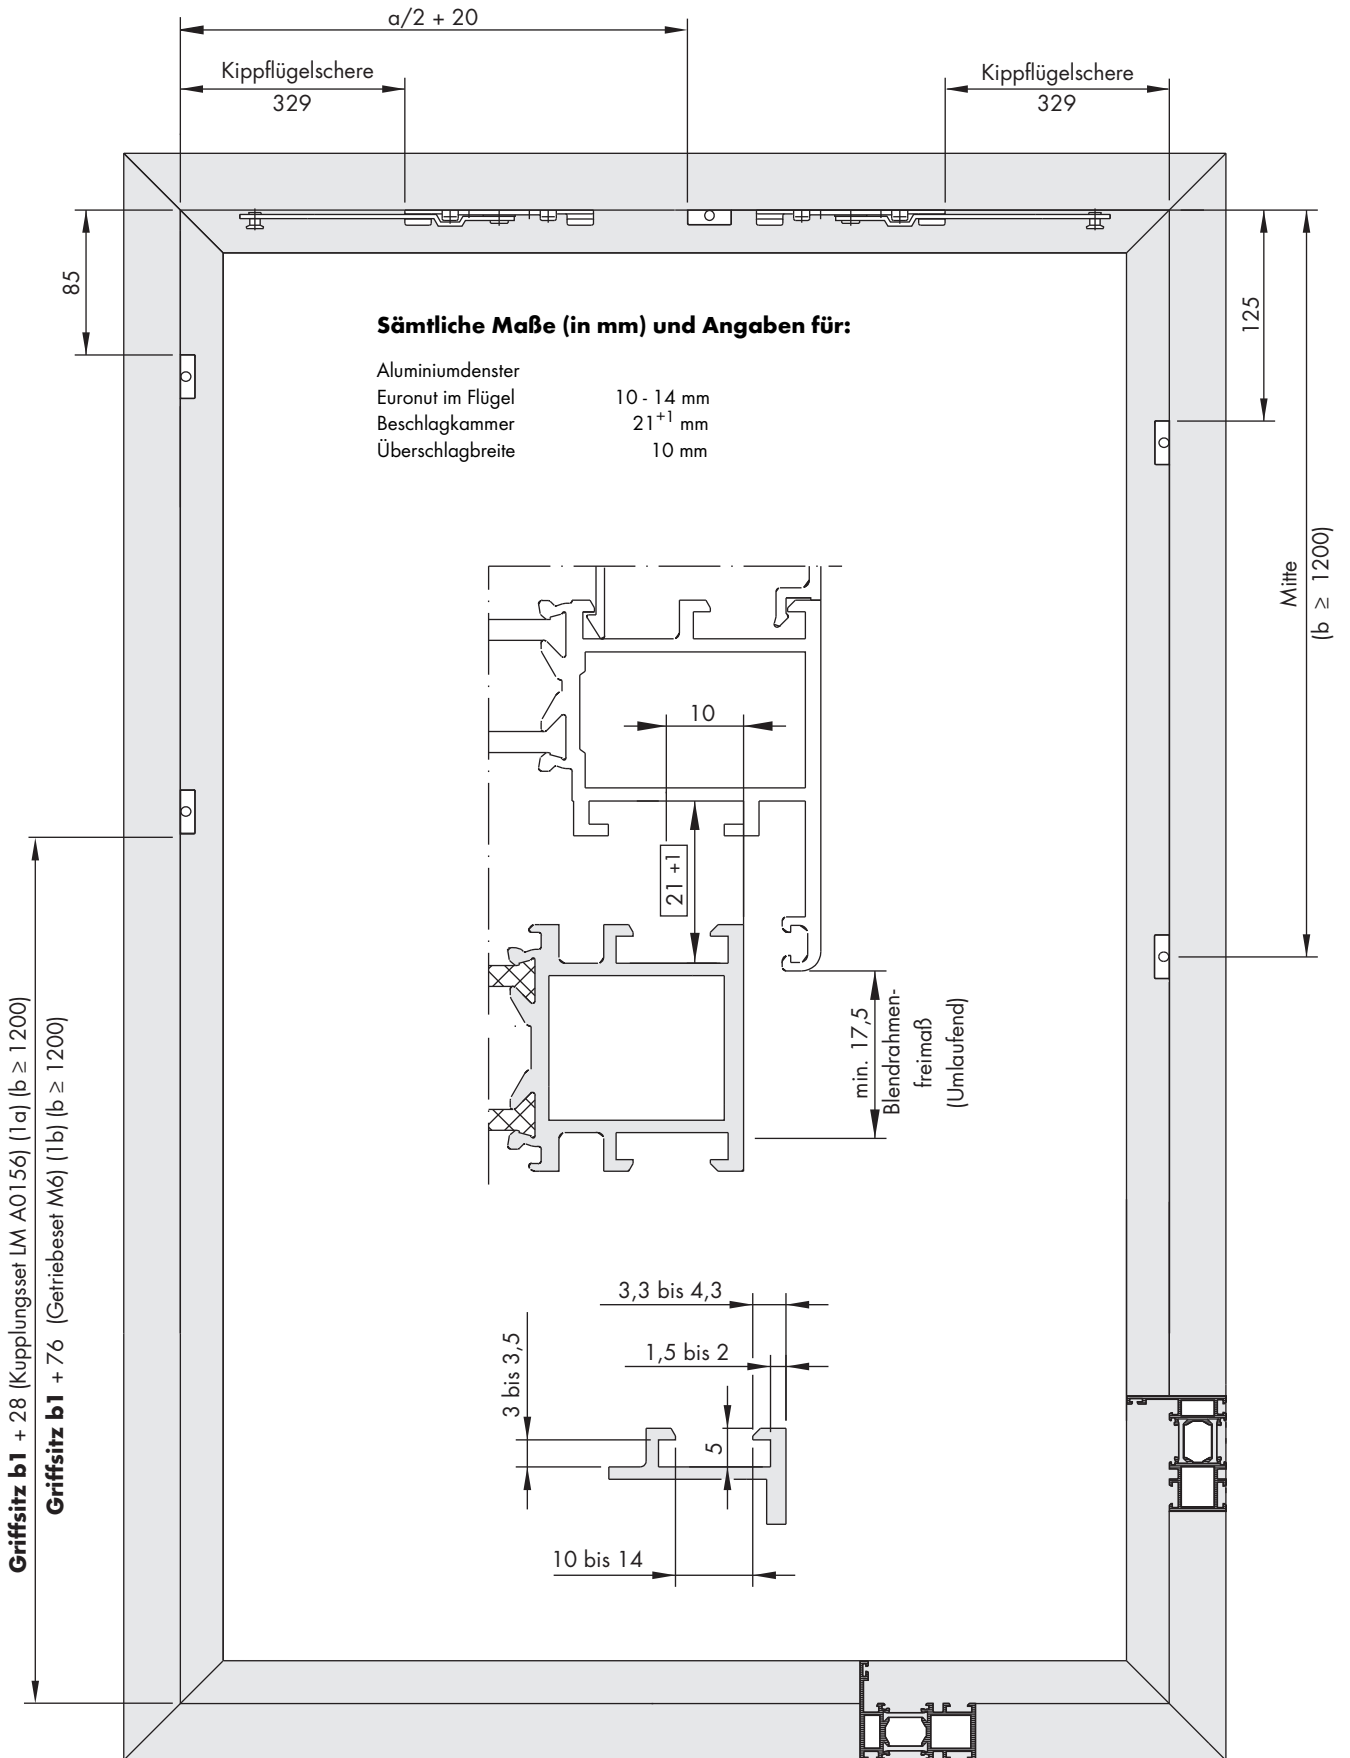 a/2 + 20
Kippflügelschere
329
Kippflügelschere
329
85
125
Sämtliche Maße (in mm) und Angaben für:
Aluminiumdenster
Euronut im Flügel 10 - 14 mm
Beschlagkammer 21+1 mm
Überschlagbreite 10 mm
Mitte
(b ≥ 1200)
10
21 +1
min. 17,5
Blendrahmen-
freimaß
(Umlaufend)
Griffsitz b1 + 28 (Kupplungsset LM A0156) (1a) (b ≥ 1200)
Griffsitz b1 + 76 (Getriebeset M6) (1b) (b ≥ 1200)
3,3 bis 4,3
1,5 bis 2
3 bis 3,5
5
10 bis 14